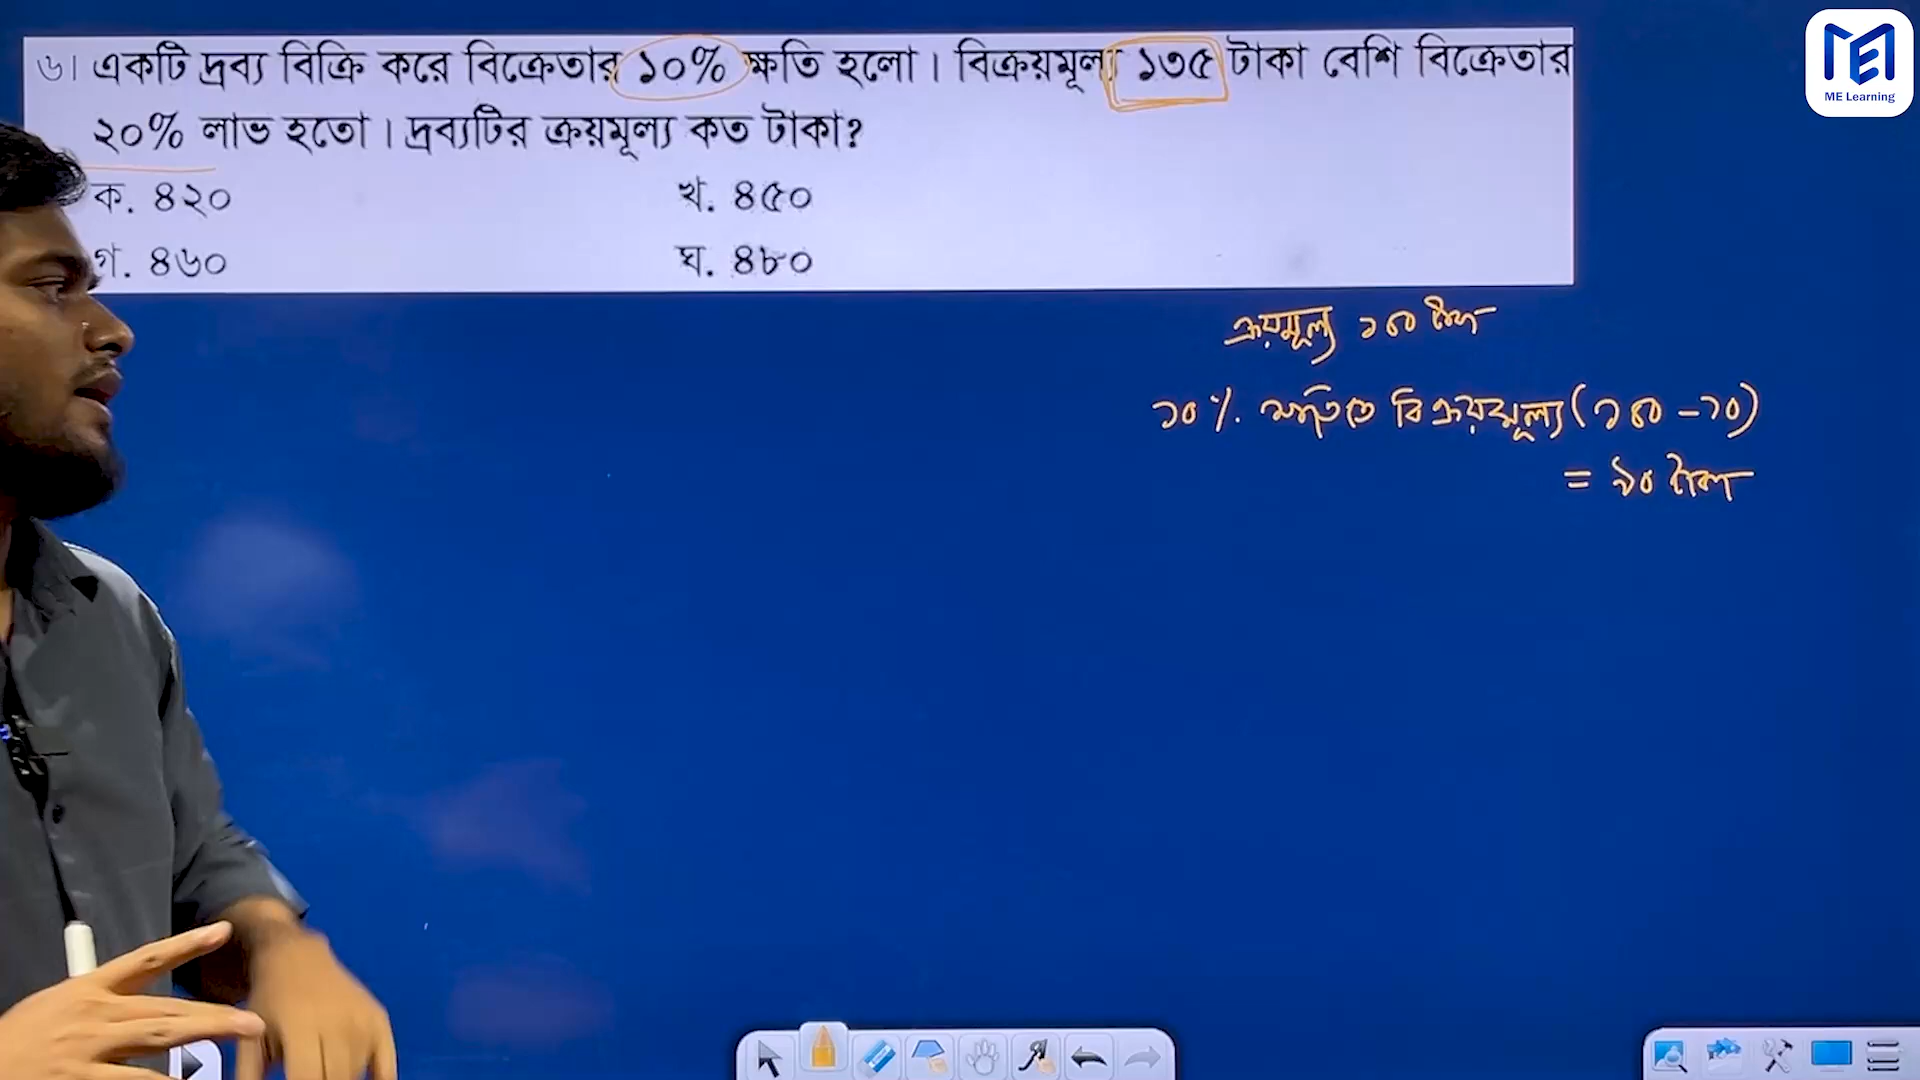 ৬। একটি দ্রব্য বিক্রি করে বিক্রেতার ১০% ক্ষতি হলো। বিক্রয়মূল্য ১৩৫ টাকা বেশি বিক্রেতার
২০% লাভ হতো। দ্রব্যটির ক্রয়মূল্য কত টাকা?
ক. ৪২০
খ. ৪৫০
গ. ৪৬০
ঘ. ৪৮০
ক্রয়মূল্য ১০০ টাকা
১০% ক্ষতিতে বিক্রয়মূল্য (১০০ - ১০)
= ৯০ টাকা
ME Learning